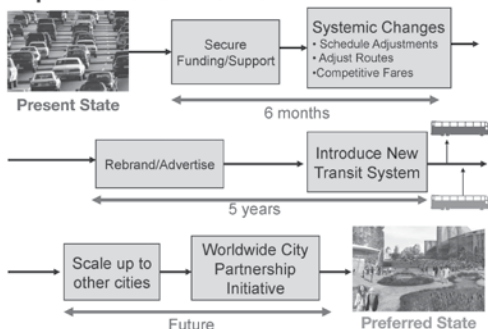 Secure
Funding/Support
Systemic Changes
• Schedule Adjustments
• Adjust Routes
•Competitive Fares
Present State
6 months
Rebrand/Advertise
Introduce New
Transit System
5 years
Scale up to
other cities
Worldwide City
Partnership
Initiative
Future
Preferred State